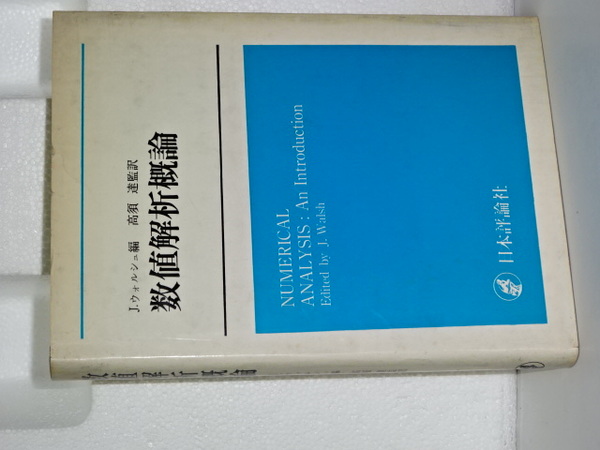 J.ウォルシュ編 高須 達監訳
数値解析概論
NUMERICAL
ANALYSIS : An Introduction
Edited by J. Walsh
日本評論社